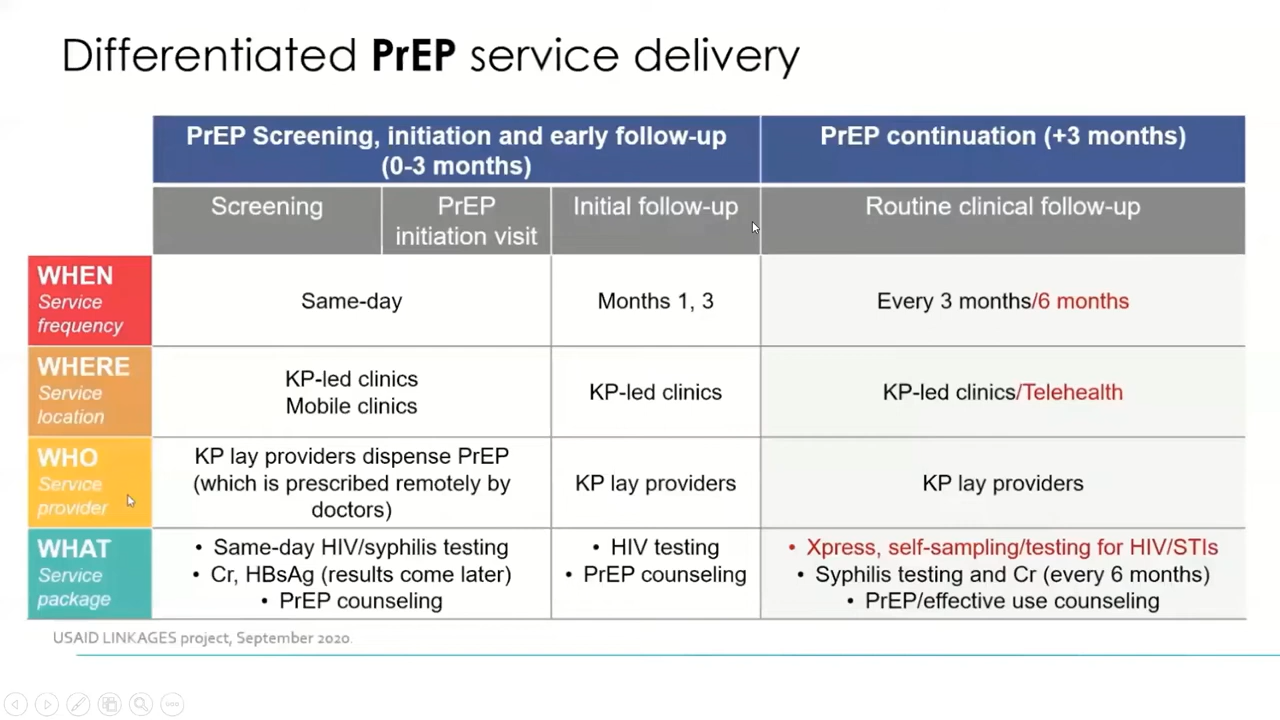 Differentiated PrEP service delivery
PrEP Screening, initiation and early follow-up
(0-3 months)
PrEP continuation (+3 months)
Screening
PrEP
initiation visit
Initial follow-up
Routine clinical follow-up
WHEN
Service
frequency
Same-day
Months 1, 3
Every 3 months/6 months
WHERE
Service
location
KP-led clinics
Mobile clinics
KP-led clinics
KP-led clinics/Telehealth
WHO
Service
provider
KP lay providers dispense PrEP
(which is prescribed remotely by
doctors)
KP lay providers
KP lay providers
WHAT
Service
package
• Same-day HIV/syphilis testing
• Cr, HBsAg (results come later)
• PrEP counseling
• HIV testing
• PrEP counseling
• Xpress, self-sampling/testing for HIV/STIs
• Syphilis testing and Cr (every 6 months)
• PrEP/effective use counseling
USAID LINKAGES project, September 2020.